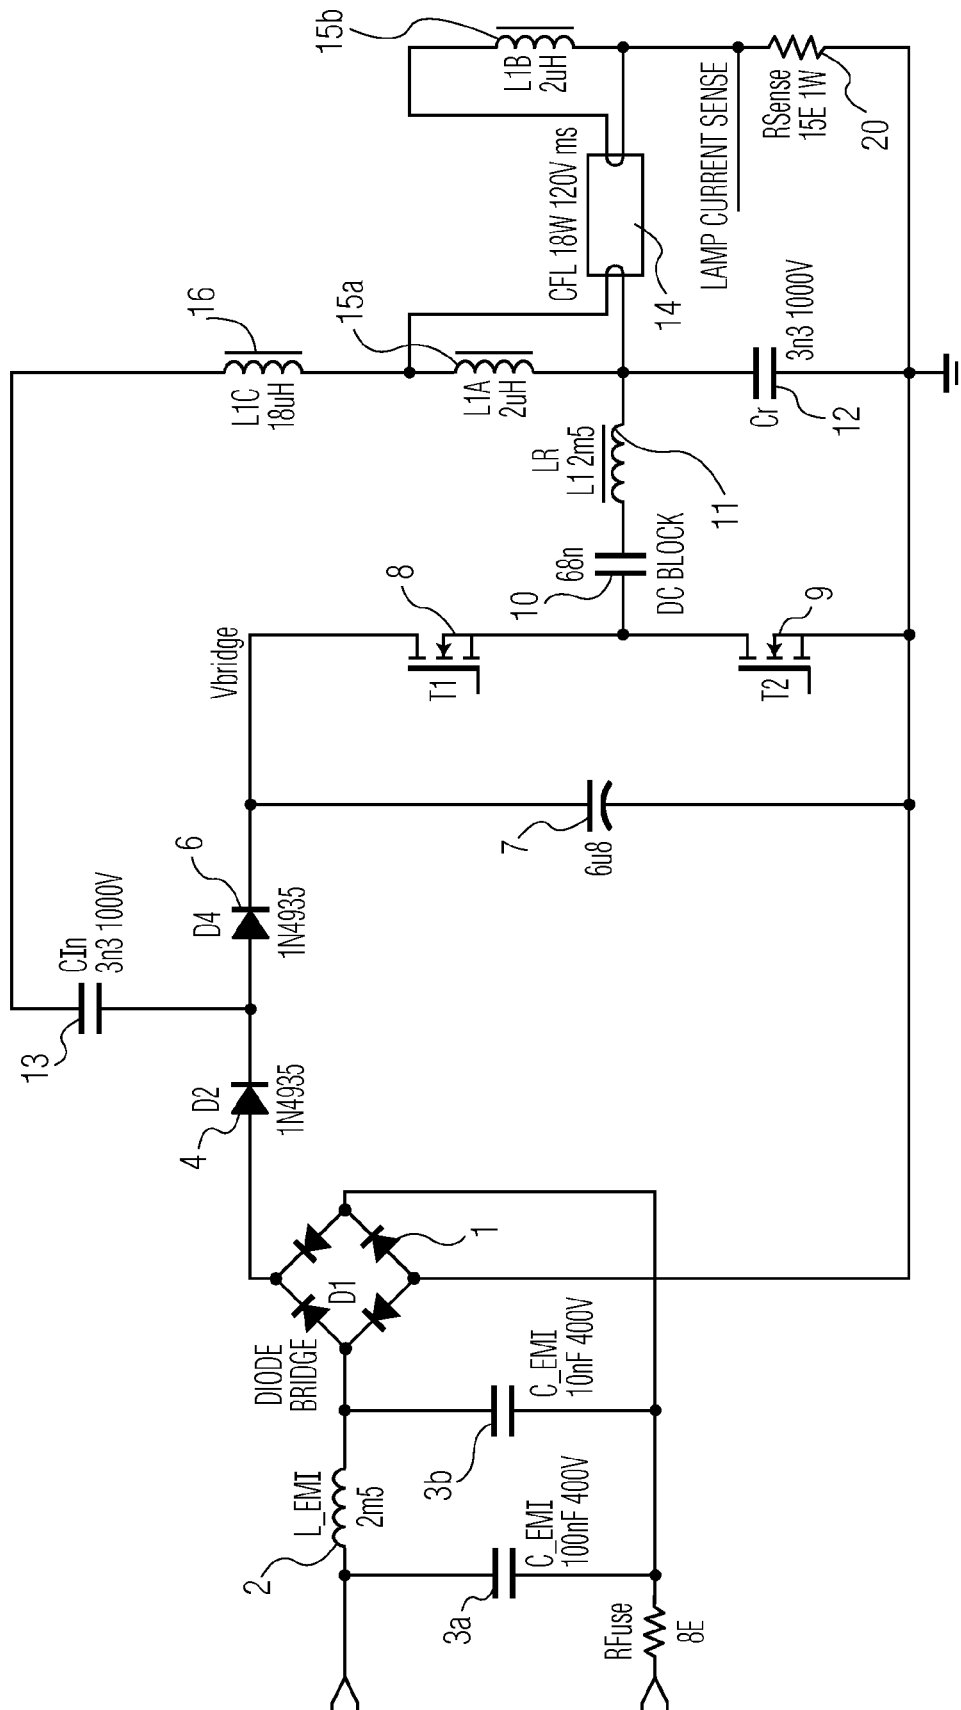 2
L_EMI
2m5
3a
C_EMI
100nF 400V
RFuse
8E
3b
C_EMI
10nF 400V
DIODE
BRIDGE
D1
1
4
D2
1N4935
13
CIn
3n3 1000V
6
D4
1N4935
7
6u8
Vbridge
8
T1
9
T2
10
68n
DC BLOCK
11
LR
L1 2m5
16
L1C
18uH
15a
L1A
2uH
12
Cr
3n3 1000V
14
CFL 18W 120V ms
15b
L1B
2uH
LAMP CURRENT SENSE
RSense
15E 1W
20